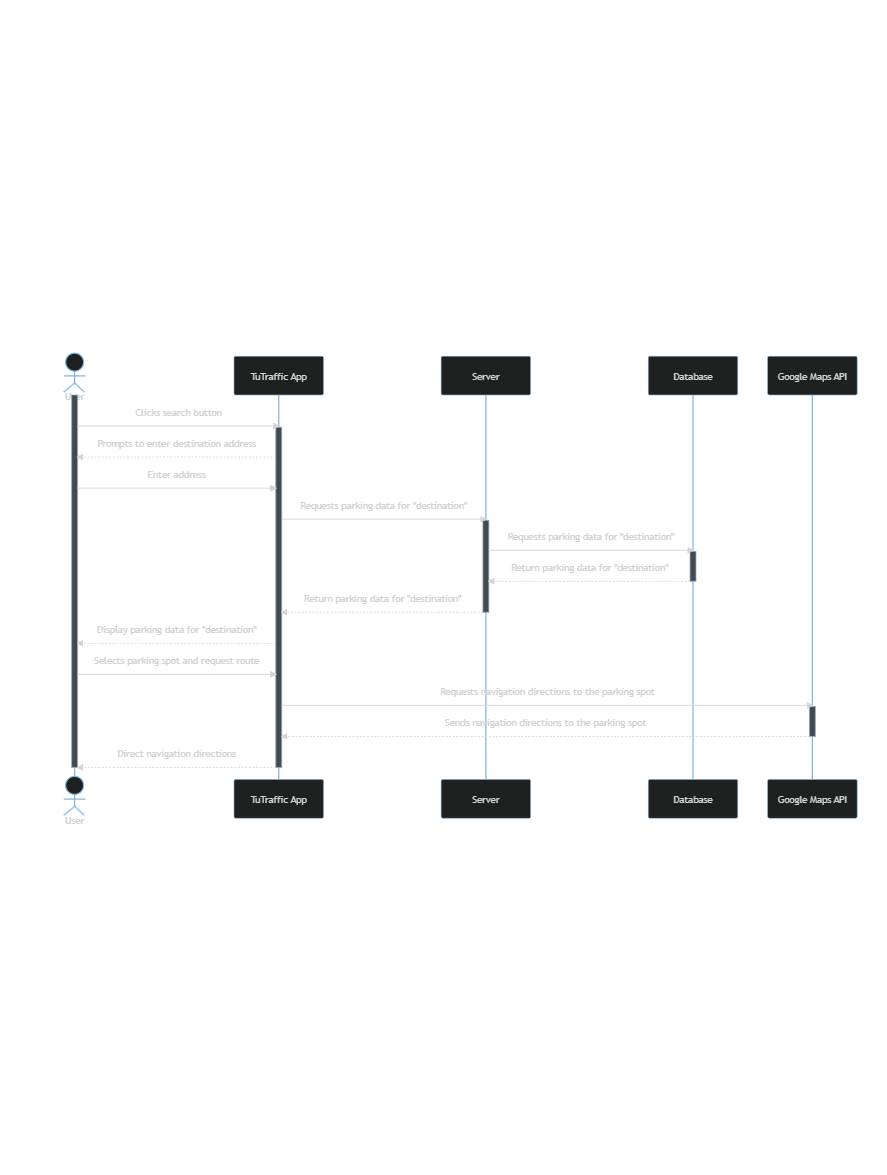 User
TuTraffic App
Server
Database
Google Maps API
Clicks search button
Prompts to enter destination address
Enter address
Requests parking data for "destination"
Requests parking data for "destination"
Return parking data for "destination"
Return parking data for "destination"
Display parking data for "destination"
Selects parking spot and request route
Requests navigation directions to the parking spot
Sends navigation directions to the parking spot
Direct navigation directions
User
TuTraffic App
Server
Database
Google Maps API